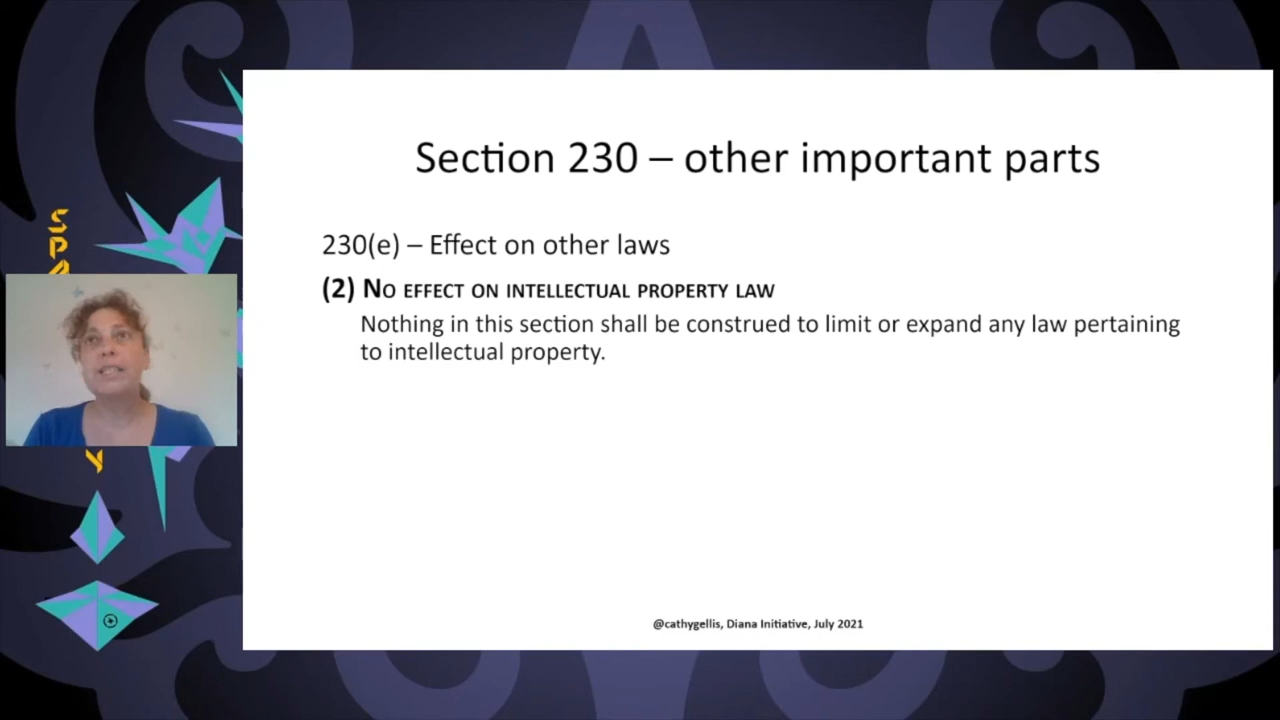 Section 230 – other important parts
230(e) – Effect on other laws
(2) NO EFFECT ON INTELLECTUAL PROPERTY LAW
Nothing in this section shall be construed to limit or expand any law pertaining
to intellectual property.
@cathygellis, Diana Initiative, July 2021